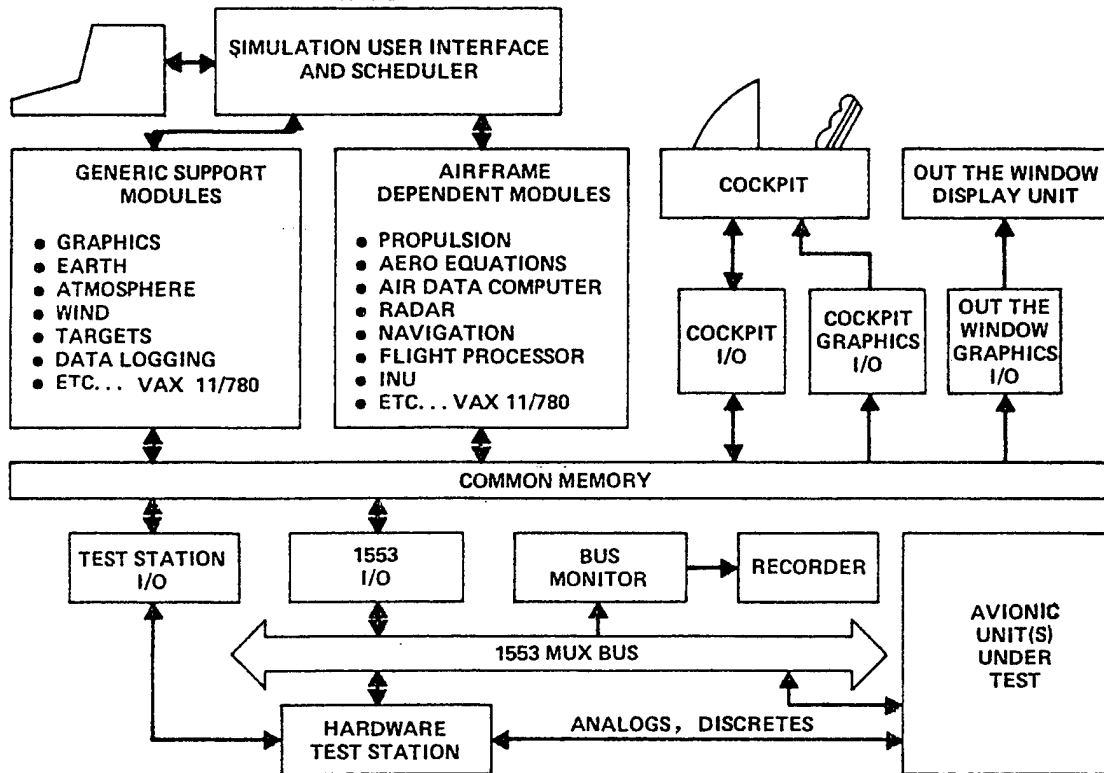 SIMULATION USER INTERFACE
AND SCHEDULER
GENERIC SUPPORT
MODULES
● GRAPHICS
● EARTH
● ATMOSPHERE
● WIND
● TARGETS
● DATA LOGGING
● ETC... VAX 11/780
AIRFRAME
DEPENDENT MODULES
● PROPULSION
● AERO EQUATIONS
● AIR DATA COMPUTER
● RADAR
● NAVIGATION
● FLIGHT PROCESSOR
● INU
● ETC... VAX 11/780
COCKPIT
OUT THE WINDOW
DISPLAY UNIT
COCKPIT
I/O
COCKPIT
GRAPHICS
I/O
OUT THE
WINDOW
GRAPHICS
I/O
COMMON MEMORY
TEST STATION
I/O
1553
I/O
BUS
MONITOR
RECORDER
AVIONIC
UNIT(S)
UNDER
TEST
1553 MUX BUS
HARDWARE
TEST STATION
ANALOGS, DISCRETES